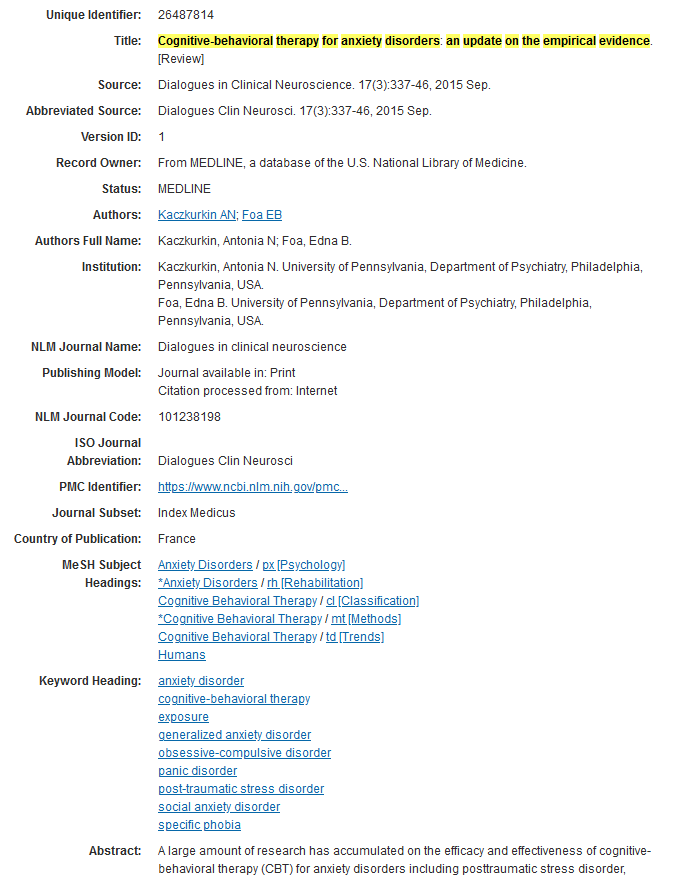 Unique Identifier: 26487814
Title: Cognitive-behavioral therapy for anxiety disorders: an update on the empirical evidence.
[Review]
Source: Dialogues in Clinical Neuroscience. 17(3):337-46, 2015 Sep.
Abbreviated Source: Dialogues Clin Neurosci. 17(3):337-46, 2015 Sep.
Version ID: 1
Record Owner: From MEDLINE, a database of the U.S. National Library of Medicine.
Status: MEDLINE
Authors: Kaczkurkin AN; Foa EB
Authors Full Name: Kaczkurkin, Antonia N; Foa, Edna B.
Institution: Kaczkurkin, Antonia N. University of Pennsylvania, Department of Psychiatry, Philadelphia,
Pennsylvania, USA.
Foa, Edna B. University of Pennsylvania, Department of Psychiatry, Philadelphia,
Pennsylvania, USA.
NLM Journal Name: Dialogues in clinical neuroscience
Publishing Model: Journal available in: Print
Citation processed from: Internet
NLM Journal Code: 101238198
ISO Journal
Abbreviation: Dialogues Clin Neurosci
PMC Identifier: https://www.ncbi.nlm.nih.gov/pmc...
Journal Subset: Index Medicus
Country of Publication: France
MeSH Subject Anxiety Disorders / px [Psychology]
Headings: *Anxiety Disorders / rh [Rehabilitation]
Cognitive Behavioral Therapy / cl [Classification]
*Cognitive Behavioral Therapy / mt [Methods]
Cognitive Behavioral Therapy / td [Trends]
Humans
Keyword Heading: anxiety disorder
cognitive-behavioral therapy
exposure
generalized anxiety disorder
obsessive-compulsive disorder
panic disorder
post-traumatic stress disorder
social anxiety disorder
specific phobia
Abstract: A large amount of research has accumulated on the efficacy and effectiveness of cognitive-
behavioral therapy (CBT) for anxiety disorders including posttraumatic stress disorder,